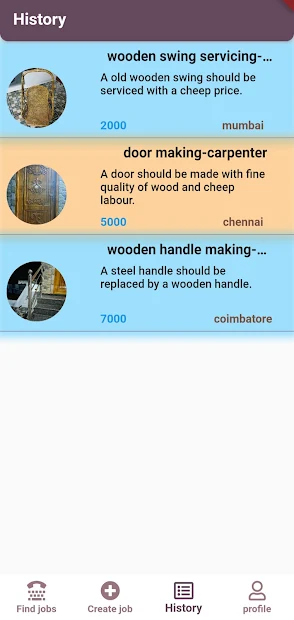 History
wooden swing servicing-...
A old wooden swing should be
serviced with a cheep price.
2000 mumbai
door making-carpenter
A door should be made with fine
quality of wood and cheep
labour.
5000 chennai
wooden handle making-...
A steel handle should be
replaced by a wooden handle.
7000 coimbatore
Find jobs Create job History profile